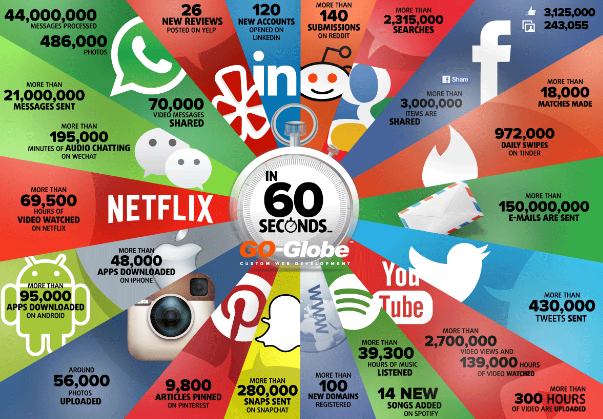 44,000,000
MESSAGES PROCESSED
486,000
PHOTOS
70,000
VIDEO MESSAGES
SHARED
26
NEW REVIEWS
POSTED ON YELP
120
NEW ACCOUNTS
OPENED ON
LINKEDIN
in
MORE THAN
140
SUBMISSIONS
ON REDDIT
MORE THAN
2,315,000
SEARCHES
3,125,000
243,055
f Share
MORE THAN
3,000,000
ITEMS ARE
SHARED
MORE THAN
18,000
MATCHES MADE
972,000
DAILY SWIPES
ON TINDER
MORE THAN
21,000,000
MESSAGES SENT
MORE THAN
195,000
MINUTES OF AUDIO CHATTING
ON WECHAT
MORE THAN
69,500
HOURS OF
VIDEO WATCHED
ON NETFLIX
NETFLIX
IN
60
SECONDS...
GO-Globe™
CUSTOM WEB DEVELOPMENT
MORE THAN
150,000,000
E-MAILS ARE SENT
MORE THAN
48,000
APPS DOWNLOADED
ON IPHONE
MORE THAN
95,000
APPS DOWNLOADED
ON ANDROID
MORE THAN
430,000
TWEETS SENT
You
Tube
MORE THAN
2,700,000
VIDEO VIEWS AND
139,000 HOURS
OF VIDEO WATCHED
MORE THAN
300 HOURS
OF VIDEO ARE UPLOADED
AROUND
56,000
PHOTOS
UPLOADED
9,800
ARTICLES PINNED
ON PINTEREST
MORE THAN
280,000
SNAPS SENT
ON SNAPCHAT
WWW
MORE THAN
100
NEW DOMAINS
REGISTERED
MORE THAN
39,300
HOURS OF MUSIC
LISTENED
14 NEW
SONGS ADDED
ON SPOTIFY